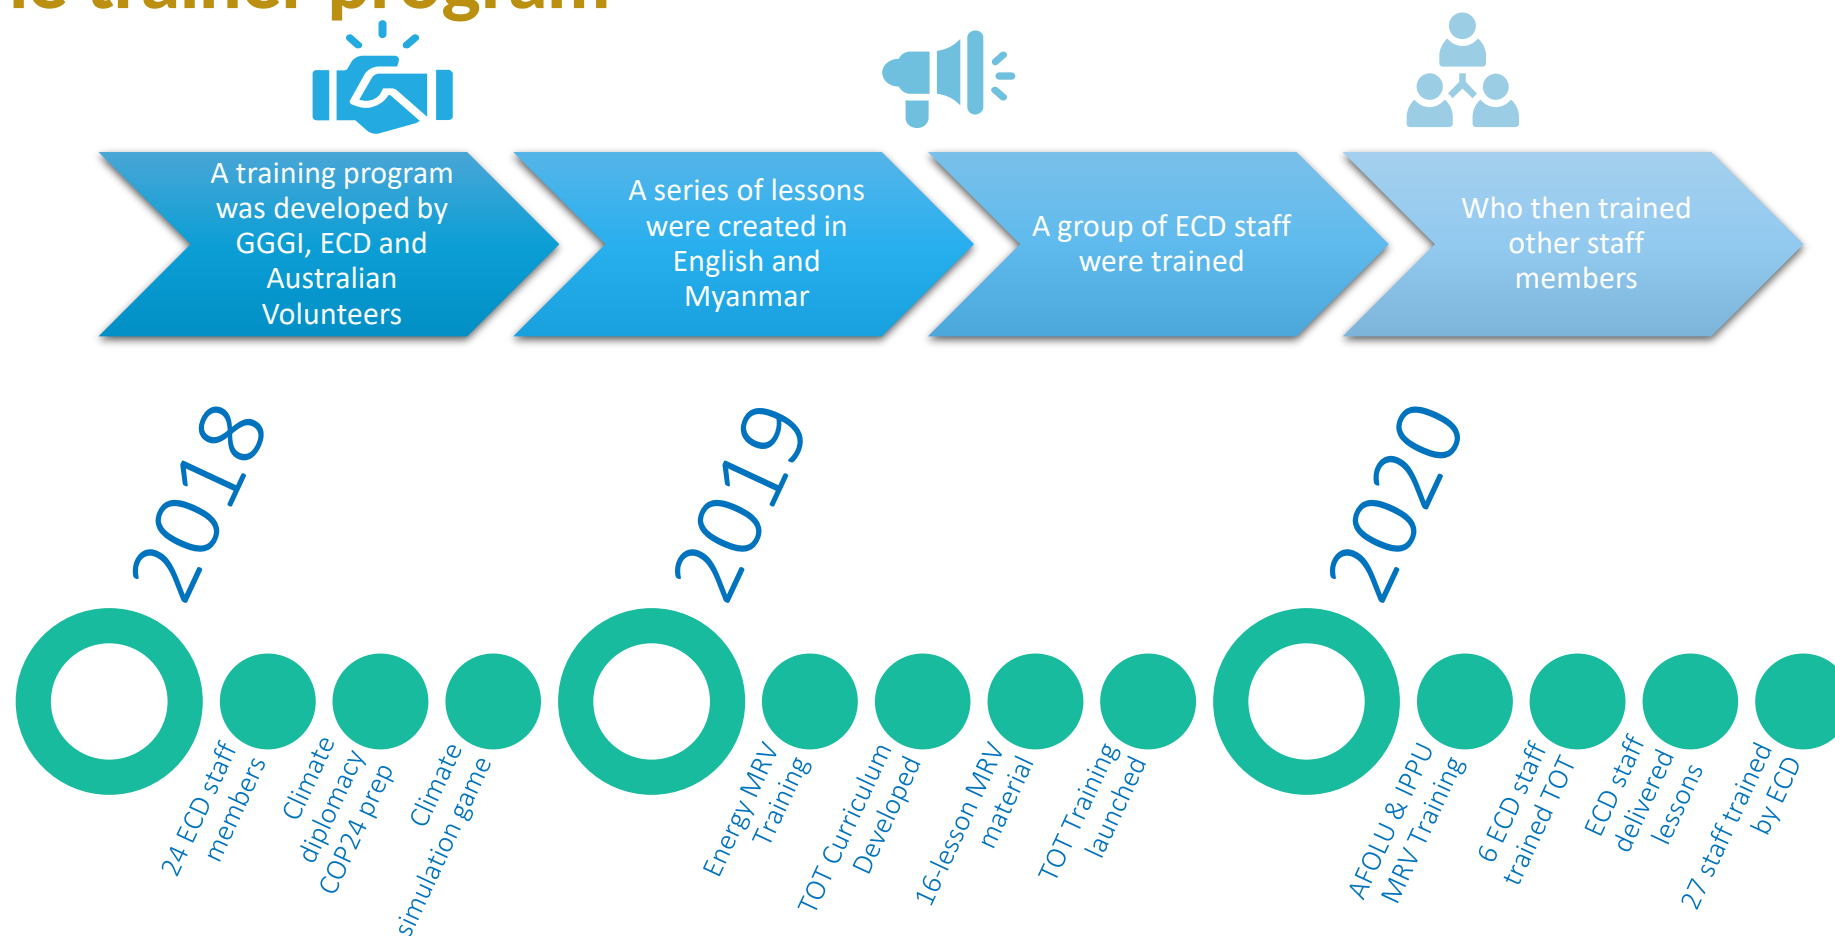 he trainer program
A training program
was developed by
GGGI, ECD and
Australian
Volunteers
A series of lessons
were created in
English and
Myanmar
A group of ECD staff
were trained
Who then trained
other staff
members
2018
24 ECD staff
members
Climate
diplomacy
COP24 prep
Climate
simulation game
2019
Energy MRV
Training
TOT Curriculum
Developed
16-lesson MRV
material
TOT Training
launched
2020
AFOLU & IPPU
MRV Training
6 ECD staff
trained TOT
ECD staff
delivered
lessons
27 staff trained
by ECD